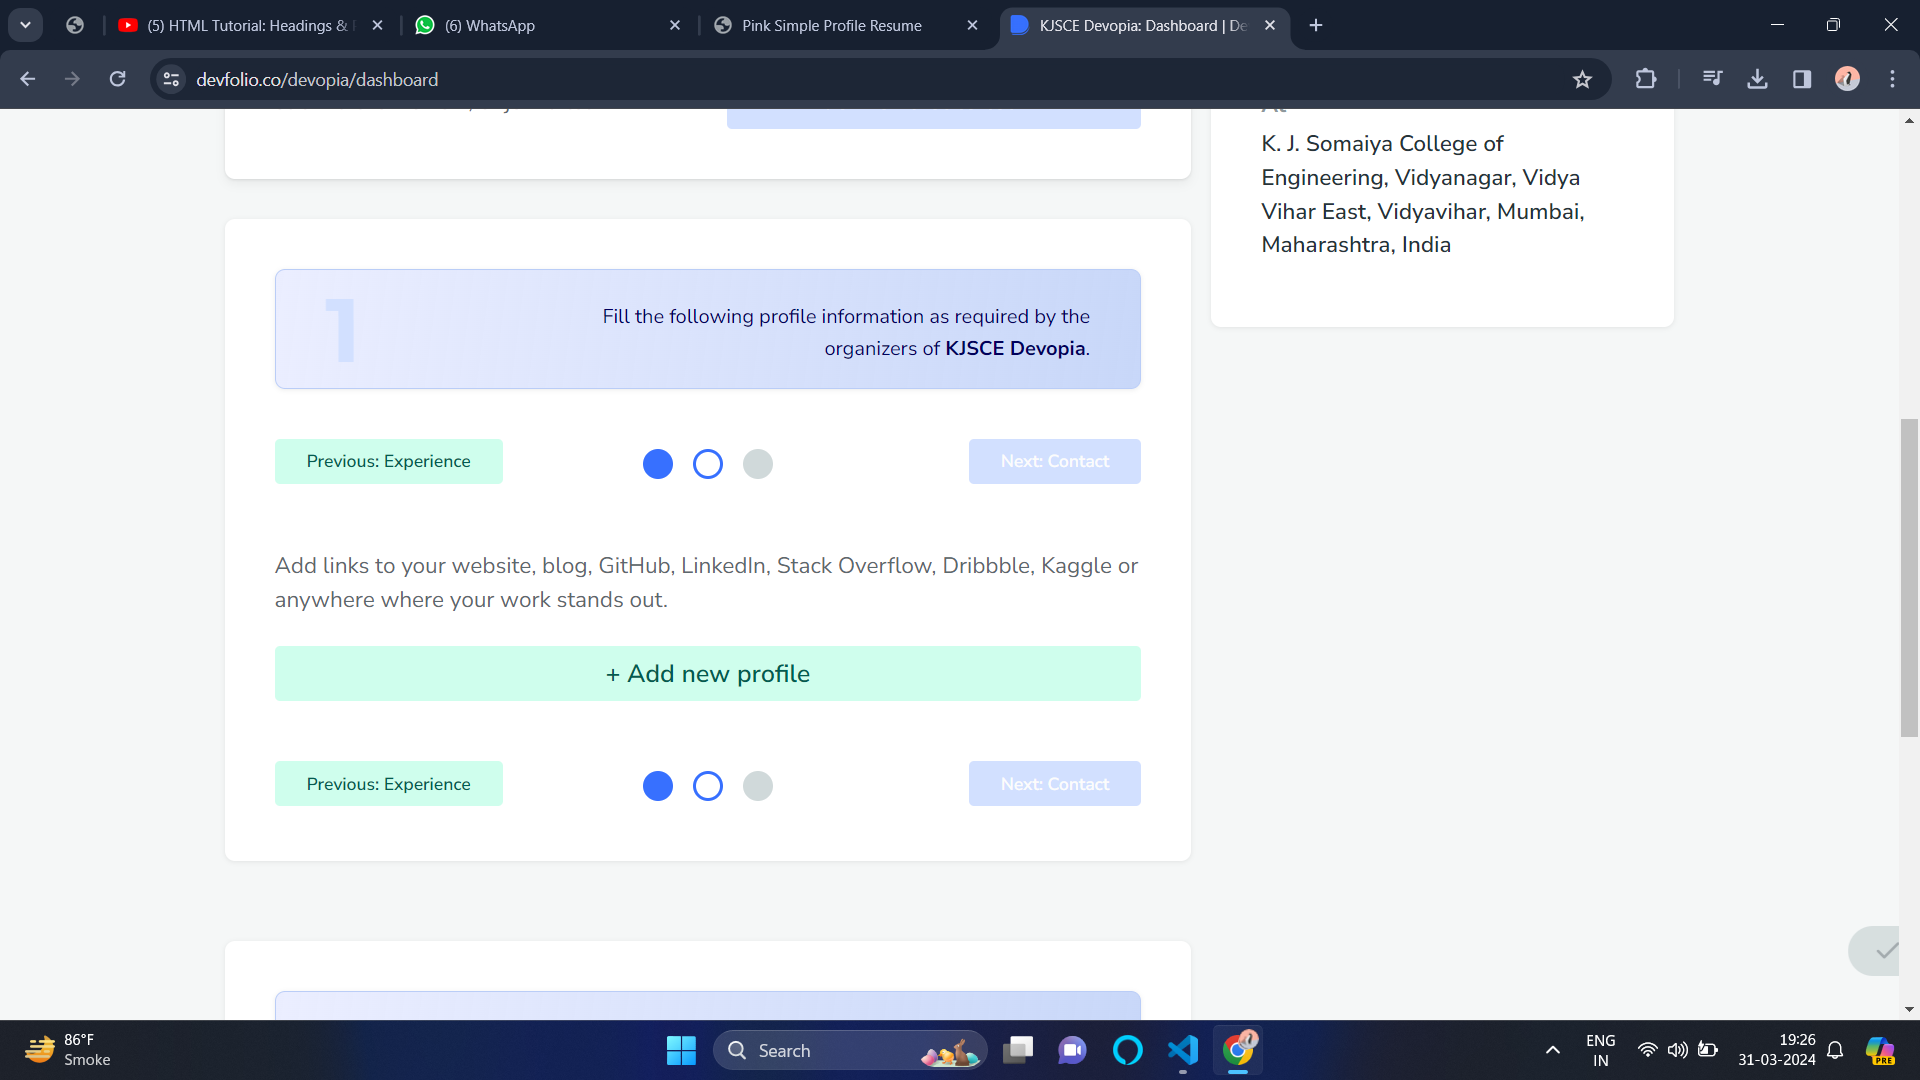 (5) HTML Tutorial: Headings &
(6) WhatsApp
Pink Simple Profile Resume
KJSCE Devopia: Dashboard | De
devfolio.co/devopia/dashboard
K. J. Somaiya College of
Engineering, Vidyanagar, Vidya
Vihar East, Vidyavihar, Mumbai,
Maharashtra, India
1
Fill the following profile information as required by the
organizers of KJSCE Devopia.
Previous: Experience
Next: Contact
Add links to your website, blog, GitHub, LinkedIn, Stack Overflow, Dribbble, Kaggle or
anywhere where your work stands out.
+ Add new profile
Previous: Experience
Next: Contact
86°F
Smoke
Search
ENG
IN
19:26
31-03-2024
PRE